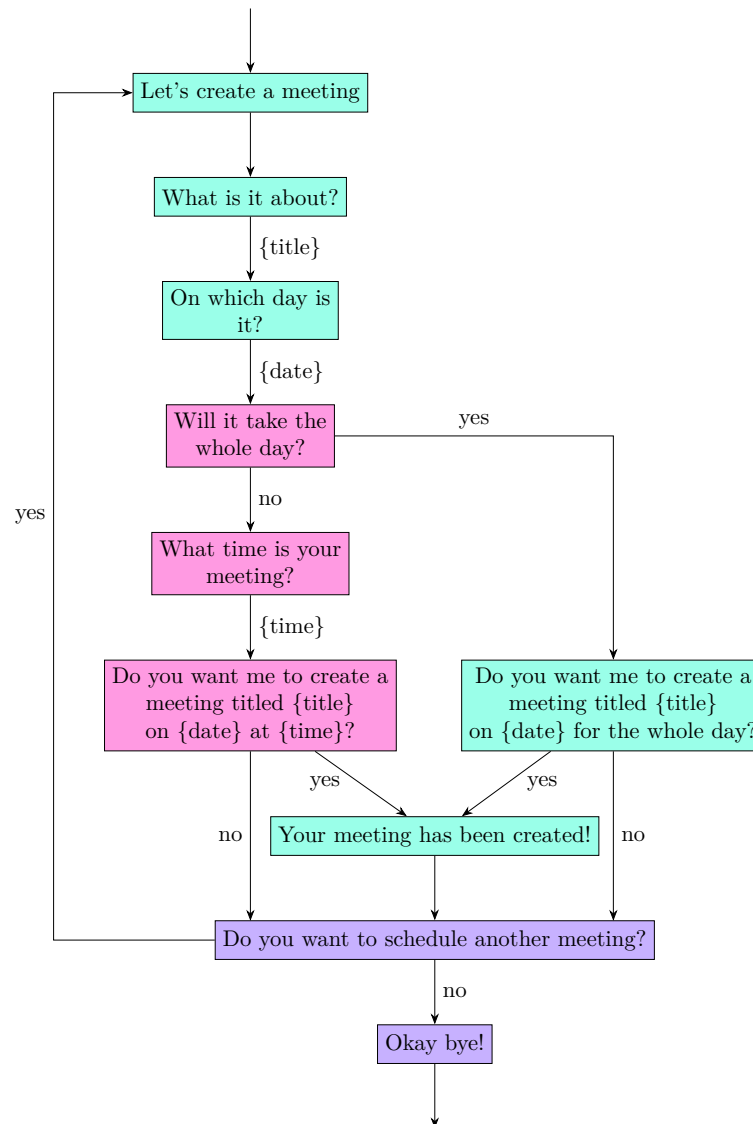 Let's create a meeting
What is it about?
{title}
On which day is
it?
{date}
Will it take the
whole day?
yes
no
yes
What time is your
meeting?
{time}
Do you want me to create a
meeting titled {title}
on {date} at {time}?
Do you want me to create a
meeting titled {title}
on {date} for the whole day?
yes
yes
no
Your meeting has been created!
no
Do you want to schedule another meeting?
no
Okay bye!